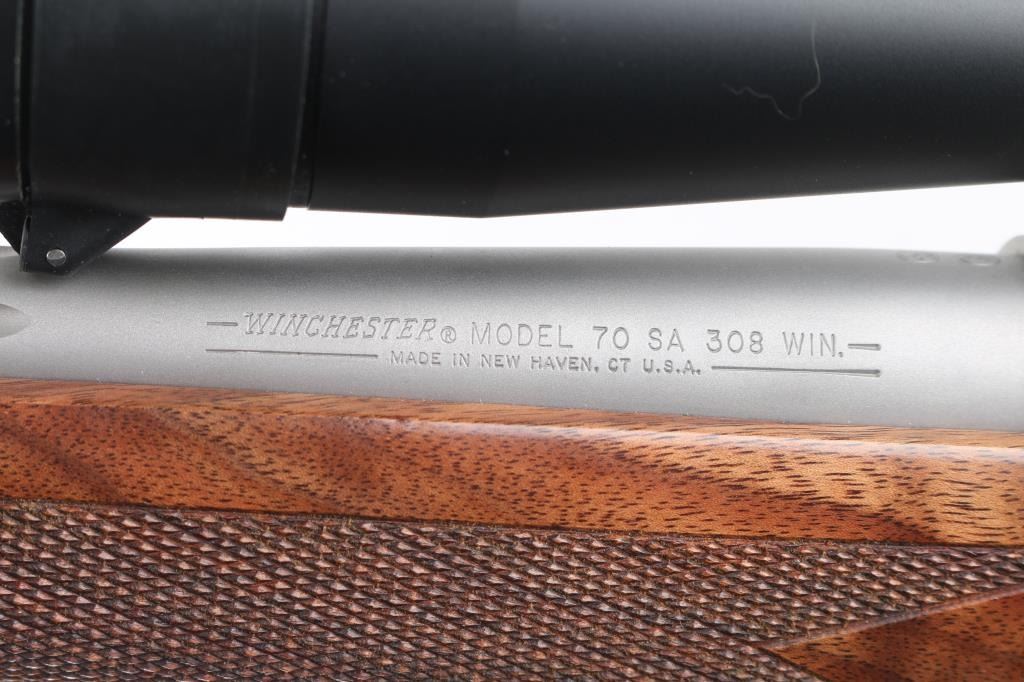 WINCHESTER® MODEL 70 SA 308 WIN.
MADE IN NEW HAVEN, CT U.S.A.